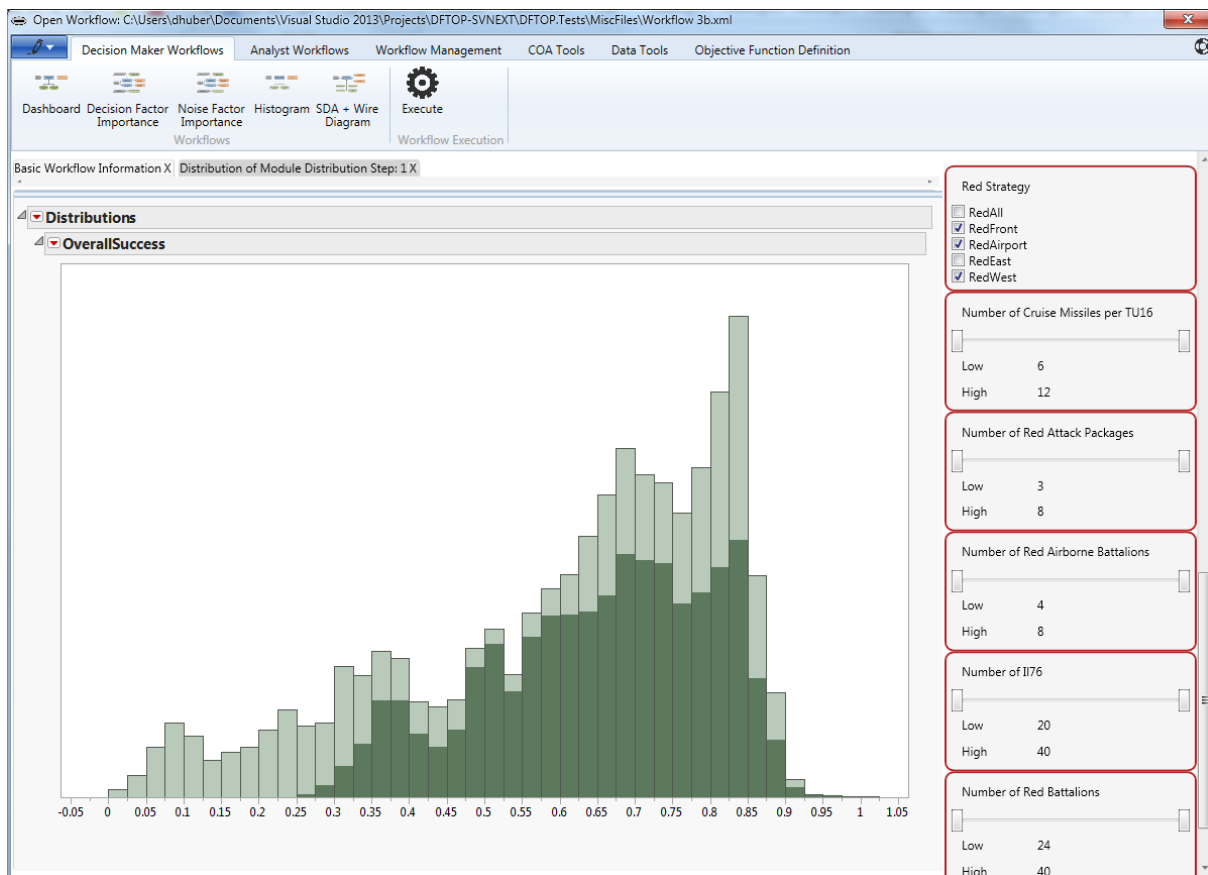 Open Workflow: C:\Users\dhuber\Documents\Visual Studio 2013\Projects\DFTOP-SVNEXT\DFTOP.Tests\MiscFiles\Workflow 3b.xml
Decision Maker Workflows Analyst Workflows Workflow Management COA Tools Data Tools Objective Function Definition
Dashboard Decision Factor Noise Factor Histogram SDA + Wire Execute
Importance Importance Diagram
Workflows Workflow Execution
Basic Workflow Information X Distribution of Module Distribution Step: 1 X
Distributions
OverallSuccess
-0.05 0 0.05 0.1 0.15 0.2 0.25 0.3 0.35 0.4 0.45 0.5 0.55 0.6 0.65 0.7 0.75 0.8 0.85 0.9 0.95 1 1.05
Red Strategy
RedAll
RedFront
RedAirport
RedEast
RedWest
Number of Cruise Missiles per TU16
Low 6
High 12
Number of Red Attack Packages
Low 3
High 8
Number of Red Airborne Battalions
Low 4
High 8
Number of Il76
Low 20
High 40
Number of Red Battalions
Low 24
High 40